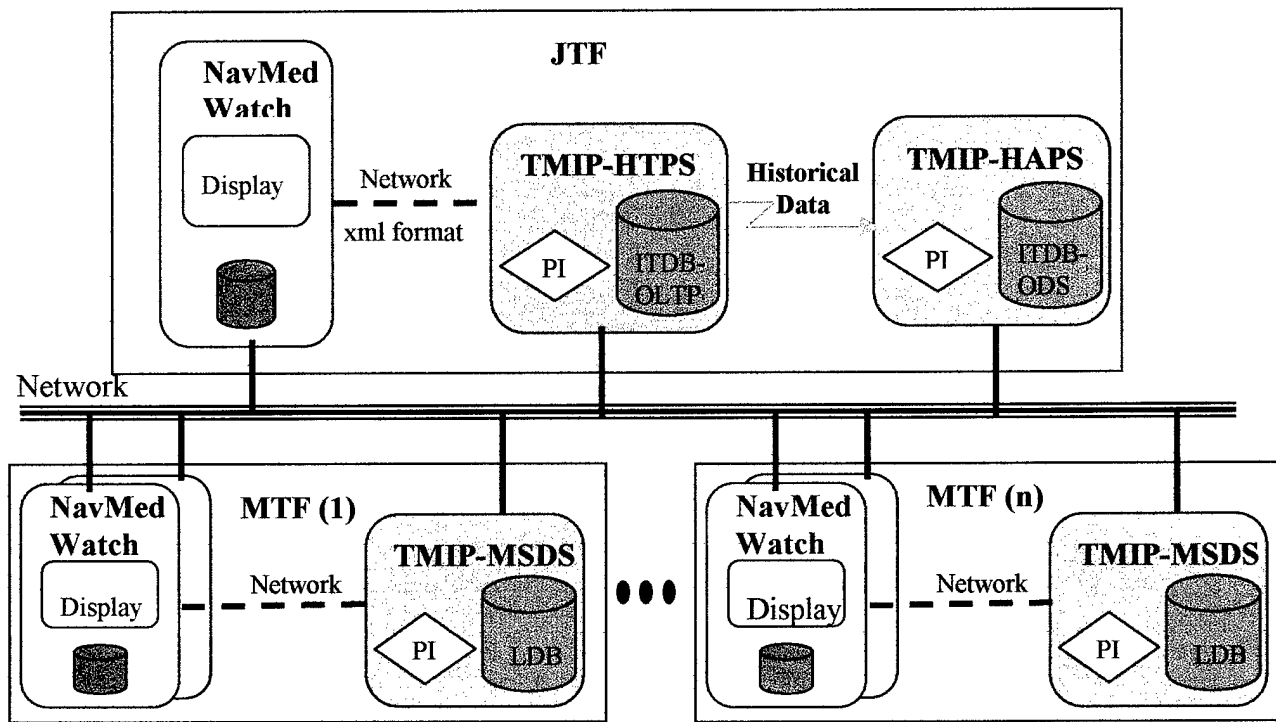 JTF
NavMed
Watch
Display
Network
xml format
TMIP-HTPS
PI
ITDB-
OLTP
Historical
Data
TMIP-HAPS
PI
ITDB-
ODS
Network
NavMed
Watch
Display
MTF (1)
Network
TMIP-MSDS
PI
LDB
NavMed
Watch
Display
MTF (n)
Network
TMIP-MSDS
PI
LDB